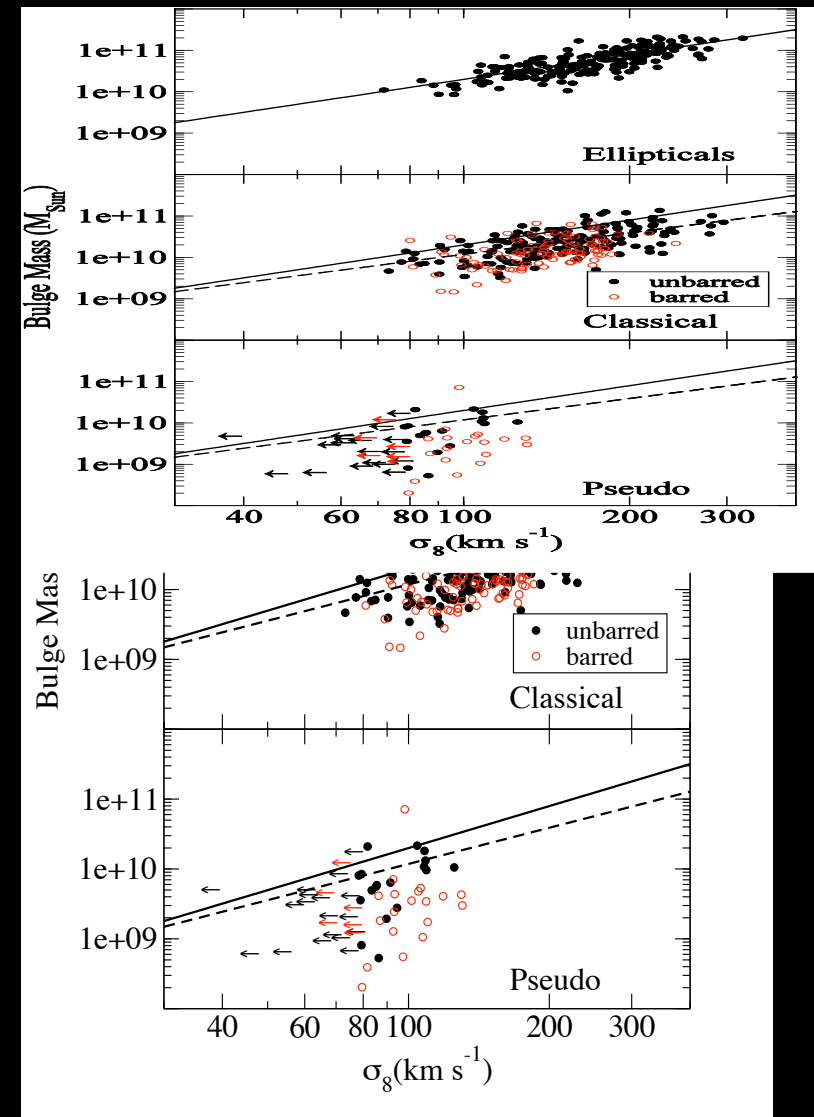 1e+11
1e+10
1e+09
Ellipticals
Bulge Mass (M_Sun)
1e+11
1e+10
1e+09
unbarred
barred
Classical
1e+11
1e+10
1e+09
Pseudo
40 60 80 100 200 300
σ8(km s-1)
1e+10
Bulge Mas
unbarred
barred
1e+09
Classical
1e+11
1e+10
1e+09
Pseudo
40 60 80 100 200 300
σ8(km s-1)